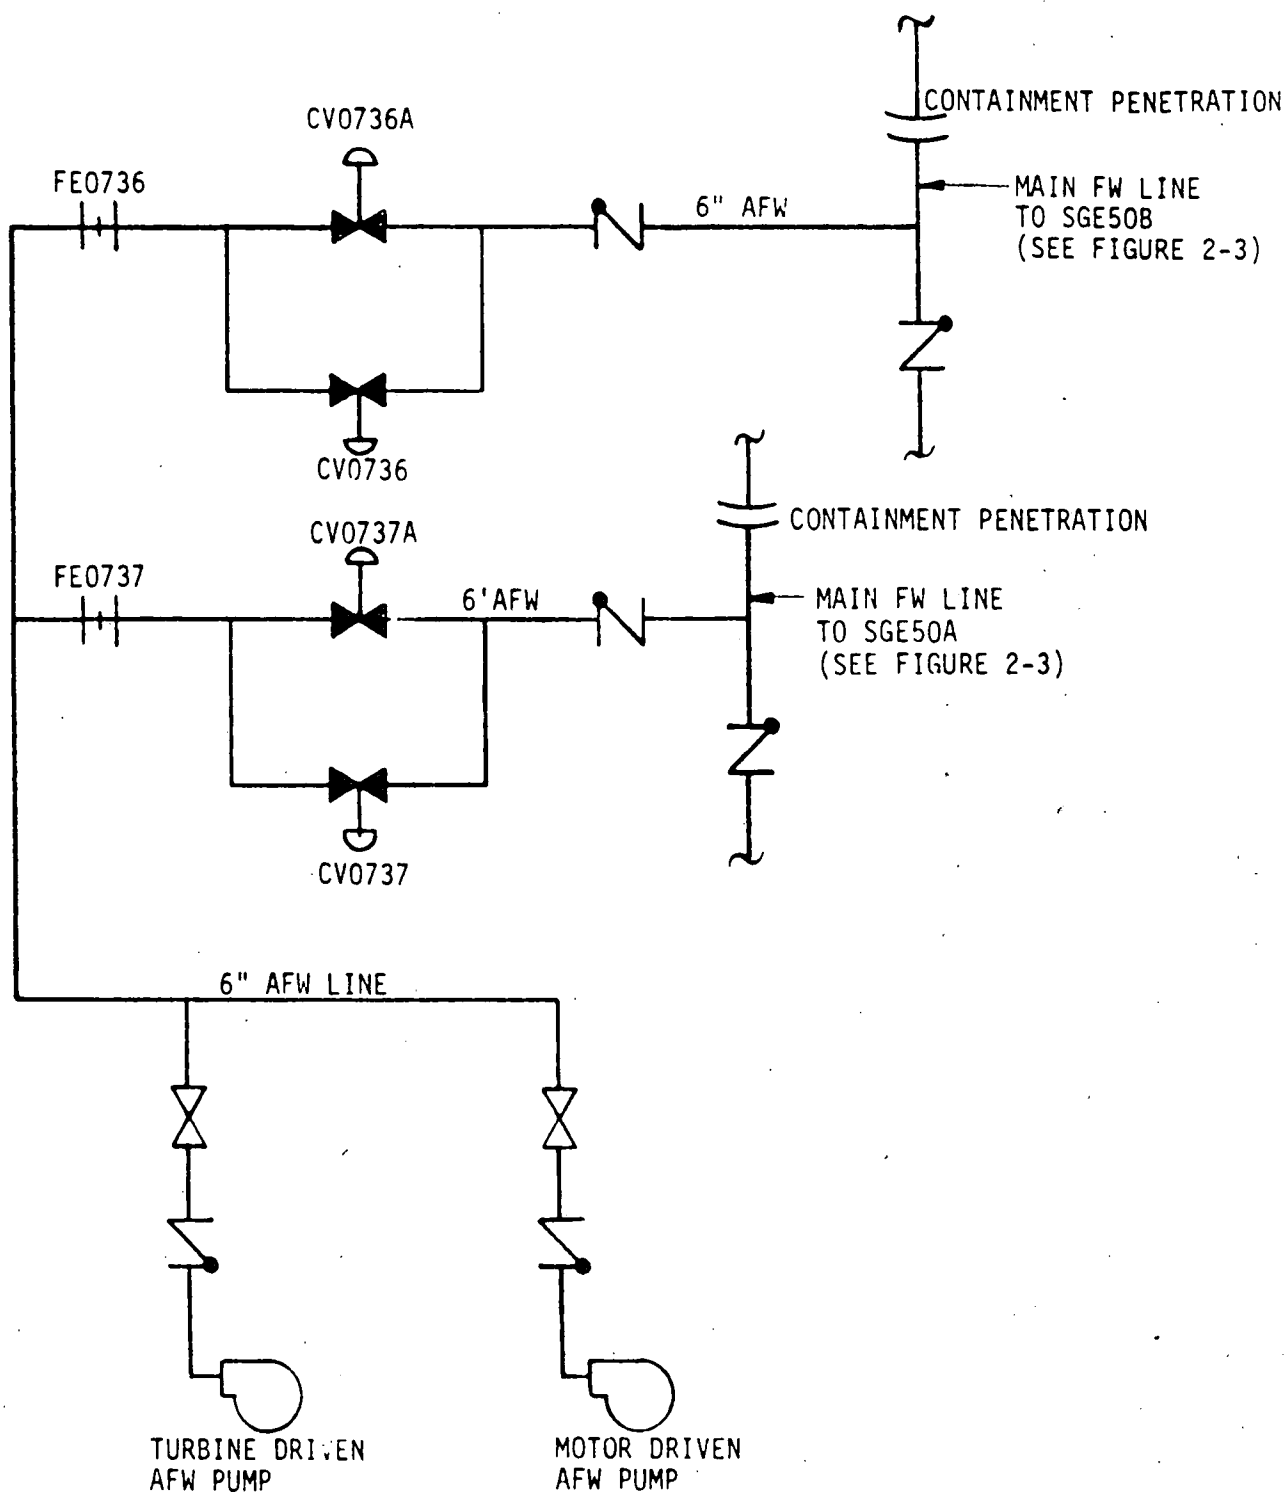 CONTAINMENT PENETRATION
CV0736A
FE0736
6" AFW
MAIN FW LINE
TO SGE50B
(SEE FIGURE 2-3)
CV0736
CONTAINMENT PENETRATION
CV0737A
FE0737
6'AFW
MAIN FW LINE
TO SGE50A
(SEE FIGURE 2-3)
CV0737
6" AFW LINE
TURBINE DRIVEN
AFW PUMP
MOTOR DRIVEN
AFW PUMP